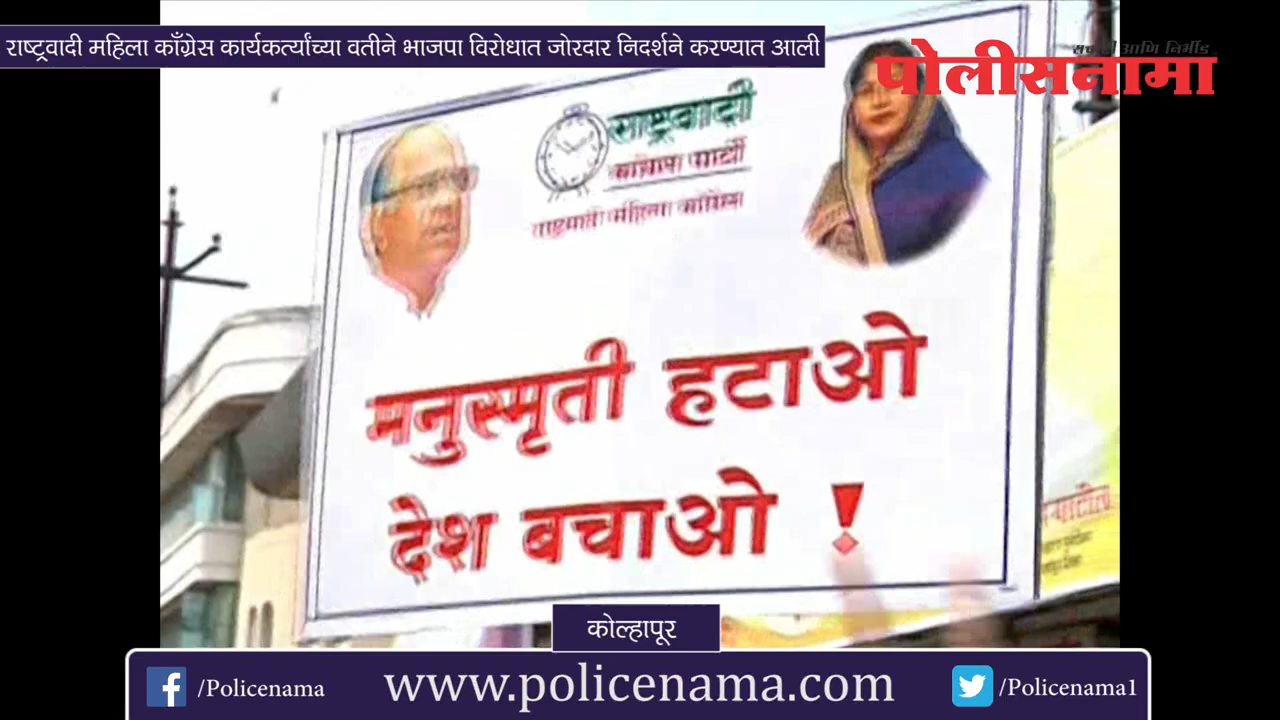 राष्ट्रवादी महिला काँग्रेस कार्यकर्त्यांच्या वतीने भाजपा विरोधात जोरदार निदर्शने करण्यात आली
आणि निर्भीड
पोलीसनामा
राष्ट्रवादी
काँग्रेस पार्टी
राष्ट्रवादी महिला काँग्रेस
मनुस्मृती हटाओ
देश बचाओ !
कोल्हापूर
/Policenama
www.policenama.com
/Policenama1